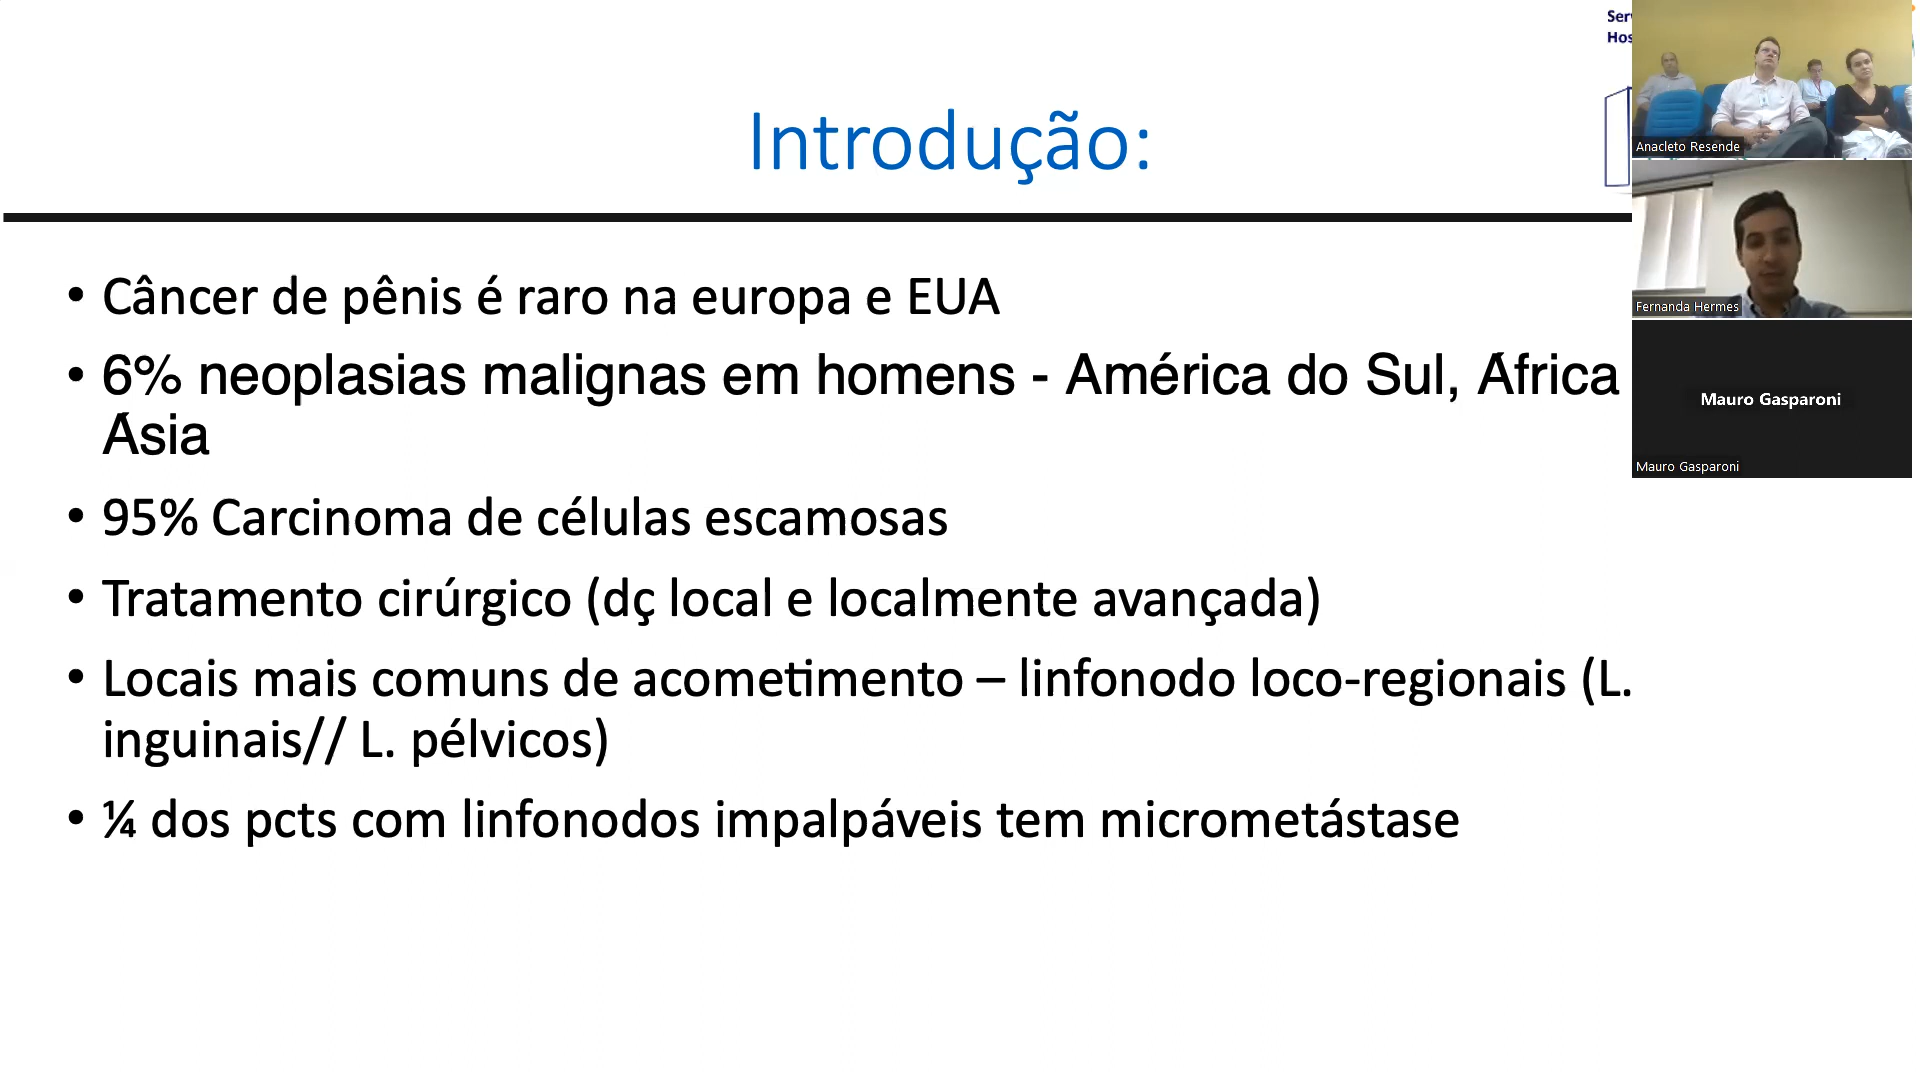 Introdução:
• Câncer de pênis é raro na europa e EUA
• 6% neoplasias malignas em homens - América do Sul, África
Ásia
• 95% Carcinoma de células escamosas
• Tratamento cirúrgico (dç local e localmente avançada)
• Locais mais comuns de acometimento – linfonodo loco-regionais (L.
inguinais// L. pélvicos)
• ¼ dos pcts com linfonodos impalpáveis tem micrometástase
Anacleto Resende
Fernanda Hermes
Mauro Gasparoni
Mauro Gasparoni